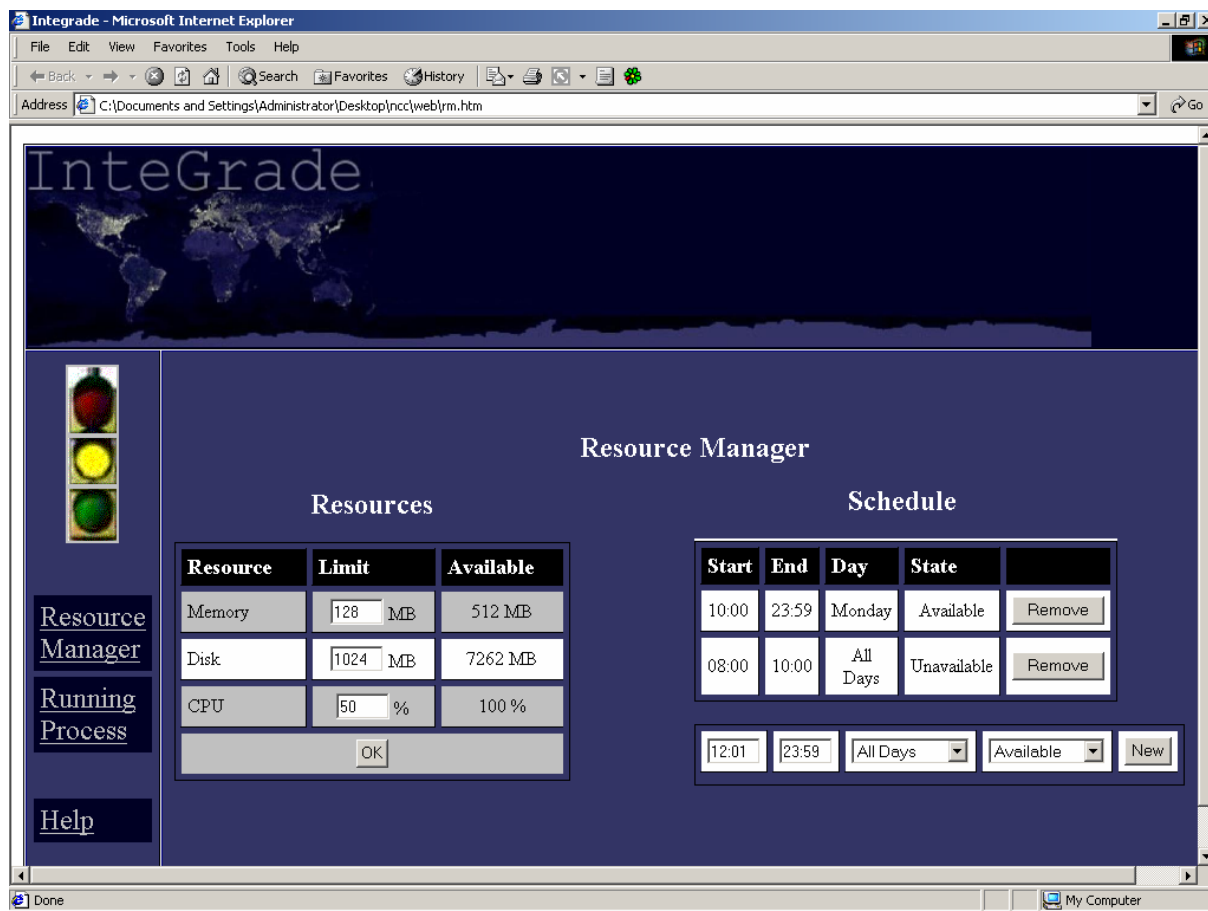 Integrade - Microsoft Internet Explorer
File Edit View Favorites Tools Help
Back Search Favorites History
Address C:\Documents and Settings\Administrator\Desktop\ncc\web\rm.htm Go
InteGrade
Resource Manager
Resources
Schedule
Resource Limit Available
Memory 128 MB 512 MB
Disk 1024 MB 7262 MB
CPU 50 % 100 %
OK
Start End Day State
10:00 23:59 Monday Available Remove
08:00 10:00 All Days Unavailable Remove
12:01 23:59 All Days Available New
Resource
Manager
Running
Process
Help
Done My Computer